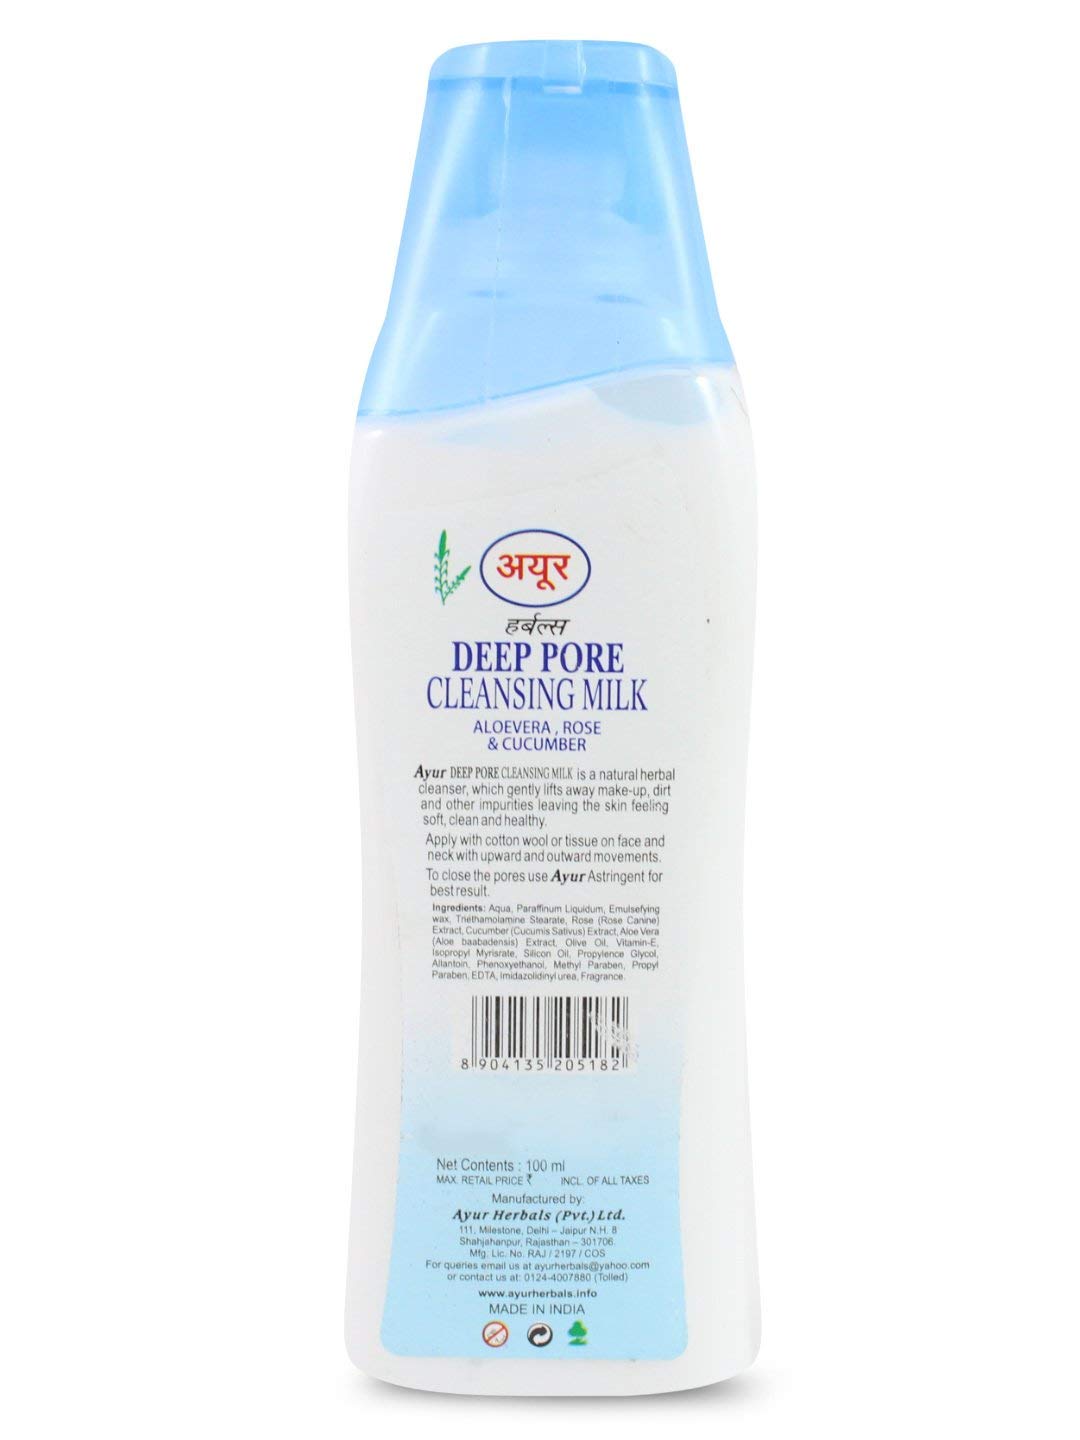 अयूर
हर्बल्स
DEEP PORE
CLEANSING MILK
ALOEVERA , ROSE
& CUCUMBER
Ayur DEEP PORE CLEANSING MILK is a natural herbal
cleanser, which gently lifts away make-up, dirt
and other impurities leaving the skin feeling
soft, clean and healthy.
Apply with cotton wool or tissue on face and
neck with upward and outward movements.
To close the pores use Ayur Astringent for
best result.
Ingredients: Aqua, Paraffinum Liquidum, Emulsefying
wax, Triethamolamine Stearate, Rose (Rose Canine)
Extract, Cucumber (Cucumis Sativus) Extract, Aloe Vera
(Aloe baabadensis) Extract, Olive Oil, Vitamin-E,
Isopropyl Myrisrate, Silicon Oil, Propylence Glycol,
Allantoin, Phenoxyethanol, Methyl Paraben, Propyl
Paraben, EDTA, Imidazolidinyl urea, Fragrance.
8 904135 205182
Net Contents : 100 ml
MAX. RETAIL PRICE ₹ INCL. OF ALL TAXES
Manufactured by:
Ayur Herbals (Pvt.) Ltd.
111, Milestone, Delhi – Jaipur N.H. 8
Shahjahanpur, Rajasthan – 301706.
Mfg. Lic. No. RAJ / 2197 / COS
For queries email us at ayurherbals@yahoo.com
or contact us at: 0124-4007880 (Tolled)
www.ayurherbals.info
MADE IN INDIA